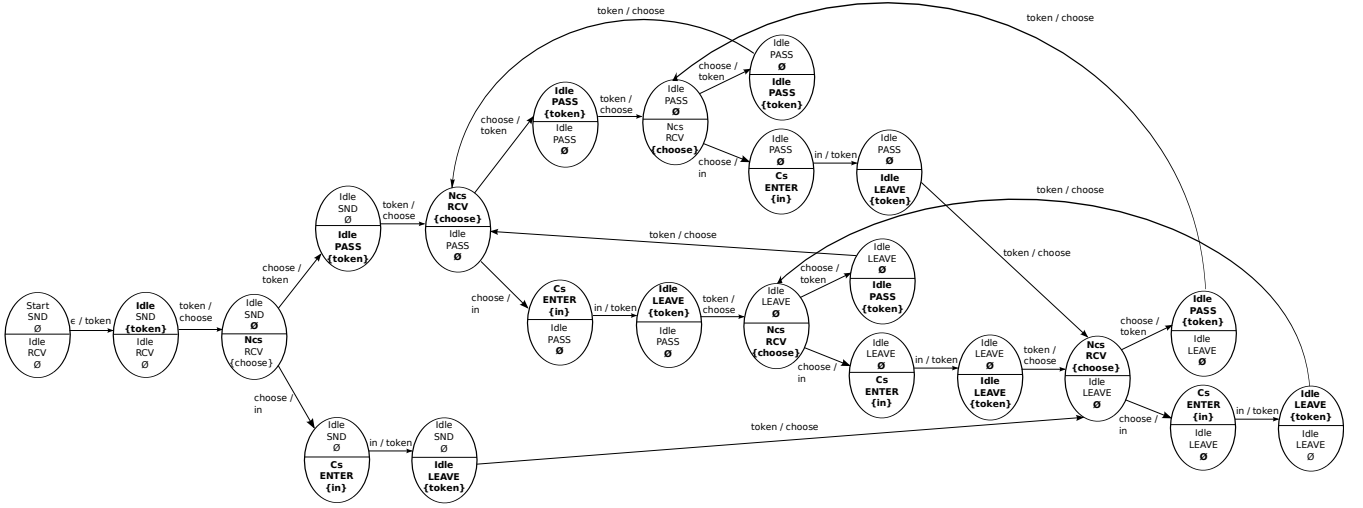 token / choose
token / choose
Idle
PASS
Ø
Idle
PASS
{token}
choose /
token
Idle
PASS
{token}
Idle
PASS
Ø
token /
choose
Idle
PASS
Ø
Ncs
RCV
{choose}
choose /
token
choose /
in
Idle
PASS
Ø
Cs
ENTER
{in}
in / token
Idle
PASS
Ø
Idle
LEAVE
{token}
token / choose
Idle
SND
Ø
Idle
PASS
{token}
token /
choose
Ncs
RCV
{choose}
Idle
PASS
Ø
token / choose
token / choose
Idle
LEAVE
Ø
Idle
PASS
{token}
choose /
token
choose /
token
Start
SND
Ø
Idle
RCV
Ø
ϵ / token
Idle
SND
{token}
Idle
RCV
Ø
token /
choose
Idle
SND
Ø
Ncs
RCV
{choose}
choose /
in
Cs
ENTER
{in}
Idle
PASS
Ø
in / token
Idle
LEAVE
{token}
Idle
PASS
Ø
token /
choose
Idle
LEAVE
Ø
Ncs
RCV
{choose}
choose /
in
Idle
LEAVE
Ø
Cs
ENTER
{in}
in / token
Idle
LEAVE
Ø
Idle
LEAVE
{token}
token /
choose
Ncs
RCV
{choose}
Idle
LEAVE
Ø
choose /
token
Idle
PASS
{token}
Idle
LEAVE
Ø
choose /
in
Cs
ENTER
{in}
Idle
LEAVE
Ø
in / token
Idle
LEAVE
{token}
Idle
LEAVE
Ø
choose /
in
Idle
SND
Ø
Cs
ENTER
{in}
in / token
Idle
SND
Ø
Idle
LEAVE
{token}
token / choose